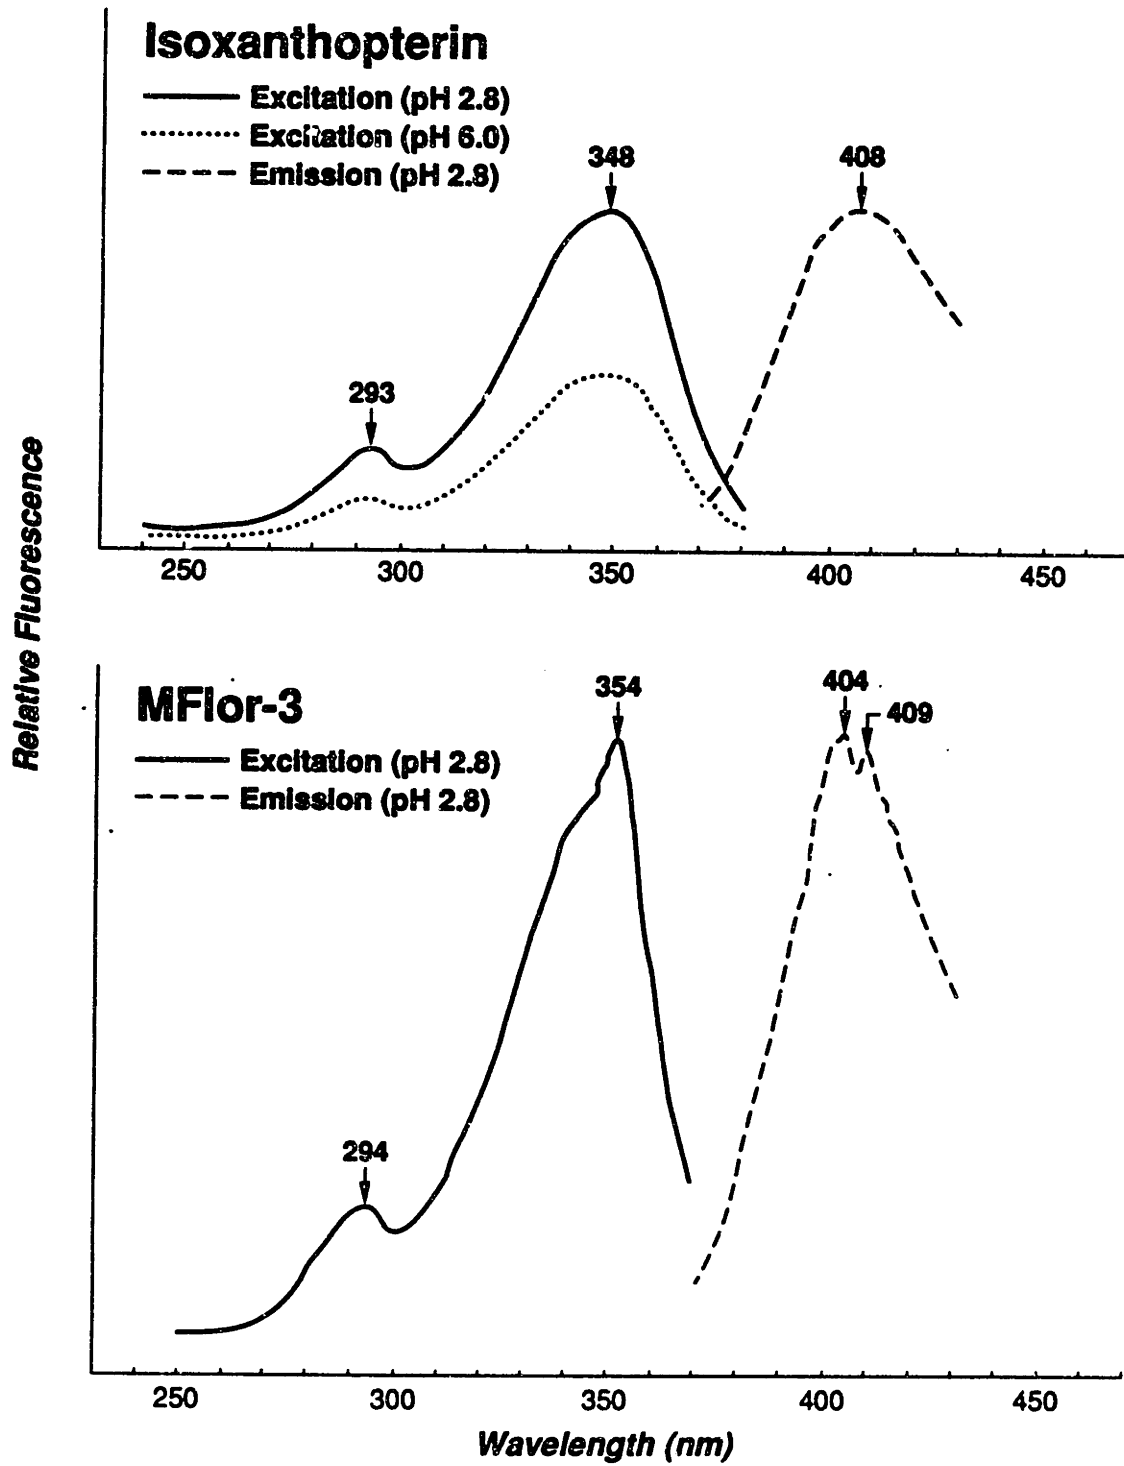 Isoxanthopterin
Excitation (pH 2.8)
Excitation (pH 6.0)
Emission (pH 2.8)
348
408
293
250 300 350 400 450
Relative Fluorescence
MFlor-3
Excitation (pH 2.8)
Emission (pH 2.8)
354
404
409
294
250 300 350 400 450
Wavelength (nm)